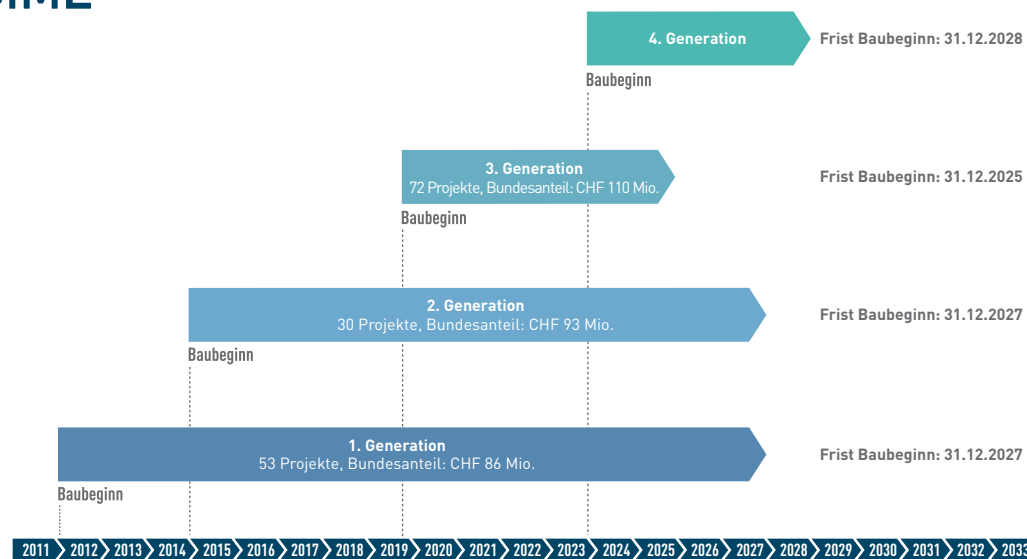 4. Generation
Frist Baubeginn: 31.12.2028
Baubeginn
3. Generation
72 Projekte, Bundesanteil: CHF 110 Mio.
Frist Baubeginn: 31.12.2025
Baubeginn
2. Generation
30 Projekte, Bundesanteil: CHF 93 Mio.
Frist Baubeginn: 31.12.2027
Baubeginn
1. Generation
53 Projekte, Bundesanteil: CHF 86 Mio.
Frist Baubeginn: 31.12.2027
Baubeginn
2011 2012 2013 2014 2015 2016 2017 2018 2019 2020 2021 2022 2023 2024 2025 2026 2027 2028 2029 2030 2031 2032 2033